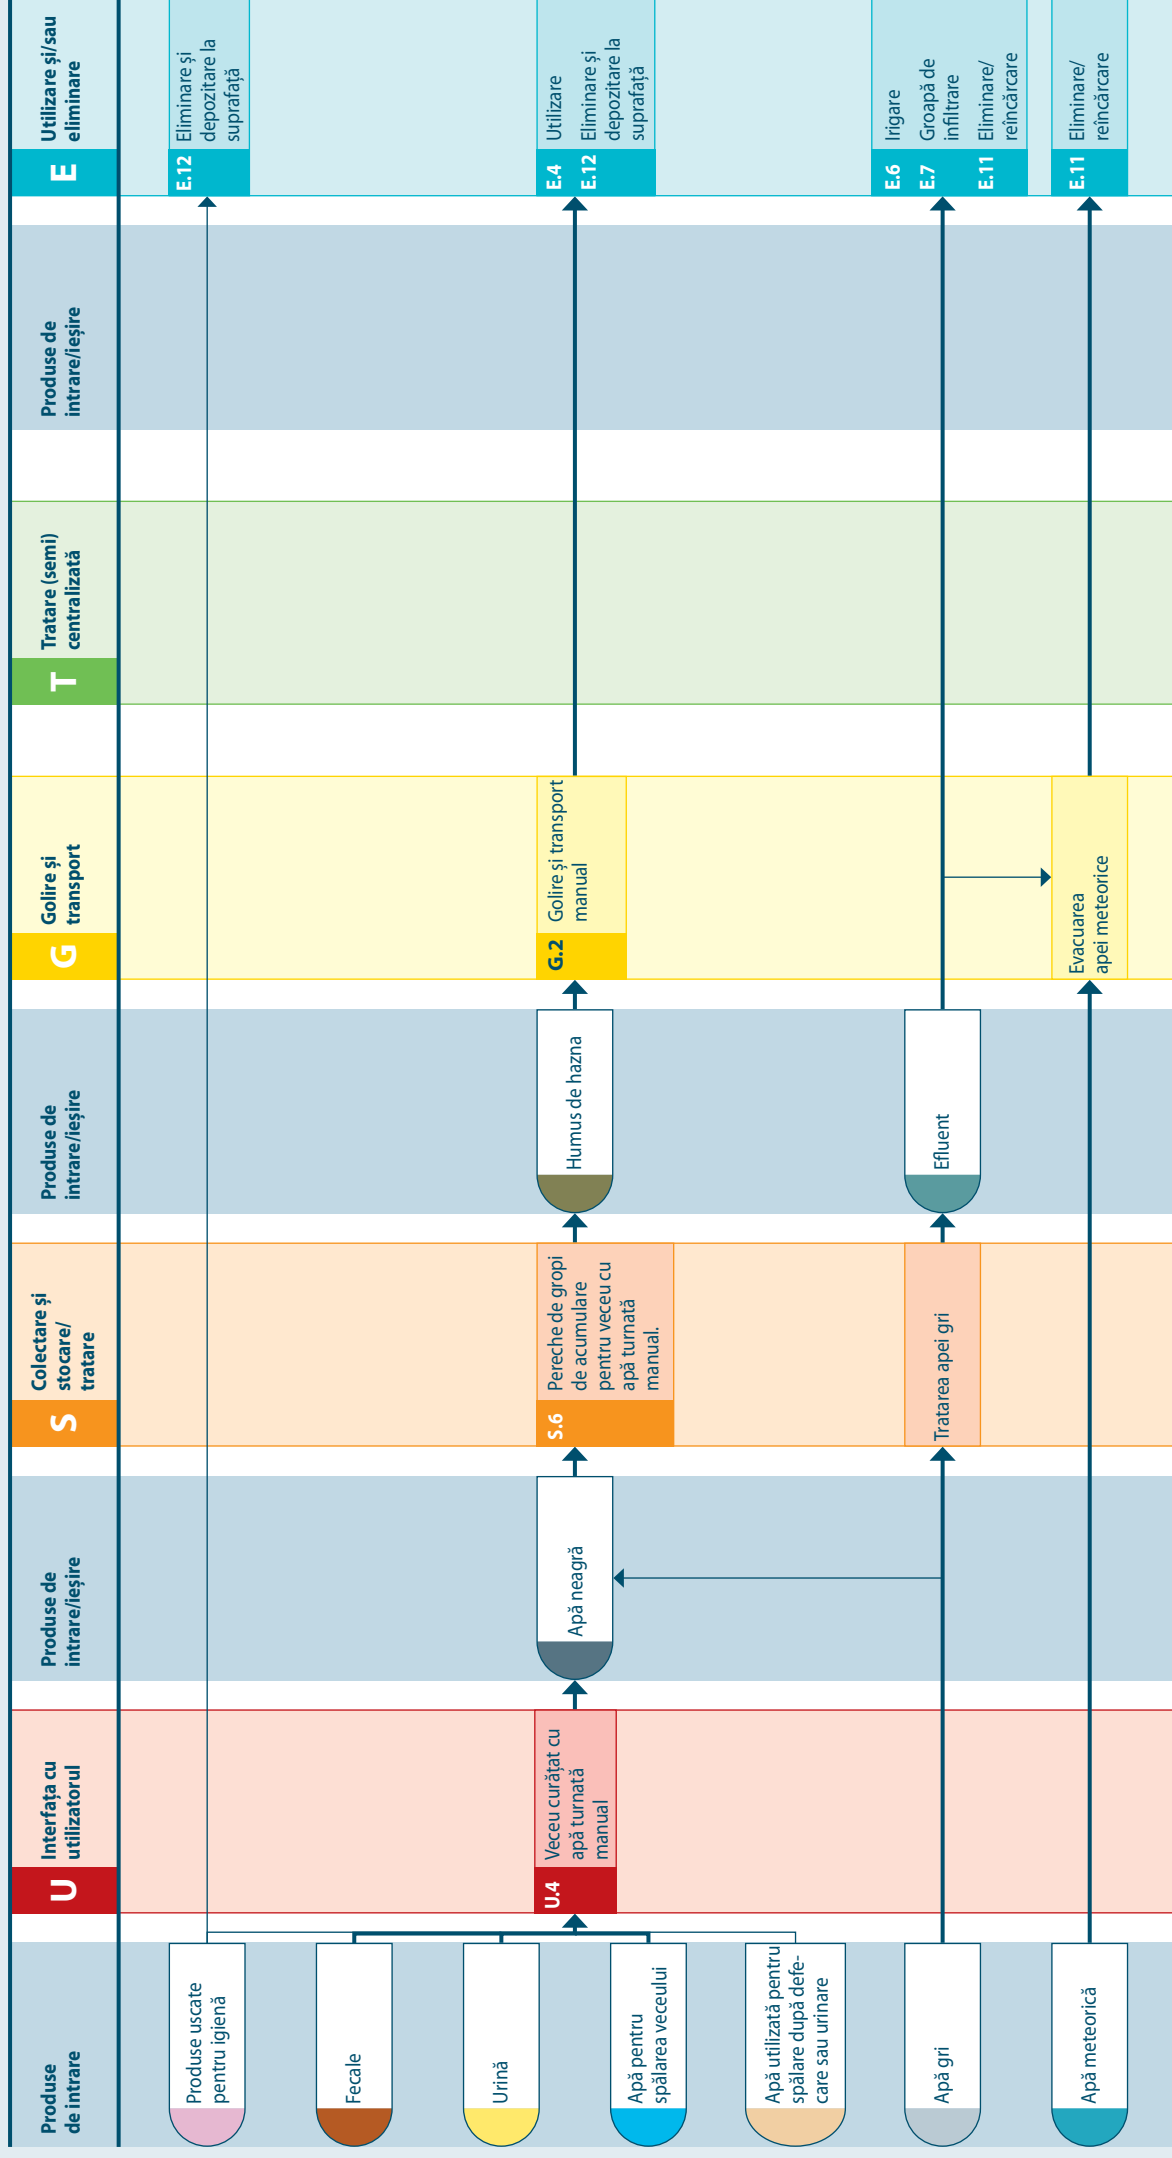 Produse
de intrare
U
Interfața cu
utilizatorul
Produse de
intrare/ieșire
S
Colectare și
stocare/
tratare
Produse de
intrare/ieșire
G
Golire și
transport
T
Tratare (semi)
centralizată
Produse de
intrare/ieșire
E
Utilizare și/sau
eliminare
Produse uscate
pentru igienă
E.12
Eliminare și
depozitare la
suprafață
Fecale
Urină
Apă pentru
spălarea veceului
Apă utilizată pentru
spălare după defe-
care sau urinare
U.4
Veceu curățat cu
apă turnată
manual
Apă neagră
S.6
Pereche de gropi
de acumulare
pentru veceu cu
apă turnată
manual.
Humus de hazna
G.2
Golire și transport
manual
E.4
Utilizare
E.12
Eliminare și
depozitare la
suprafață
Apă gri
Tratarea apei gri
Efluent
E.6
Irigare
E.7
Groapă de
infiltrare
E.11
Eliminare/
reîncărcare
Apă meteorică
Evacuarea
apei meteorice
E.11
Eliminare/
reîncărcare